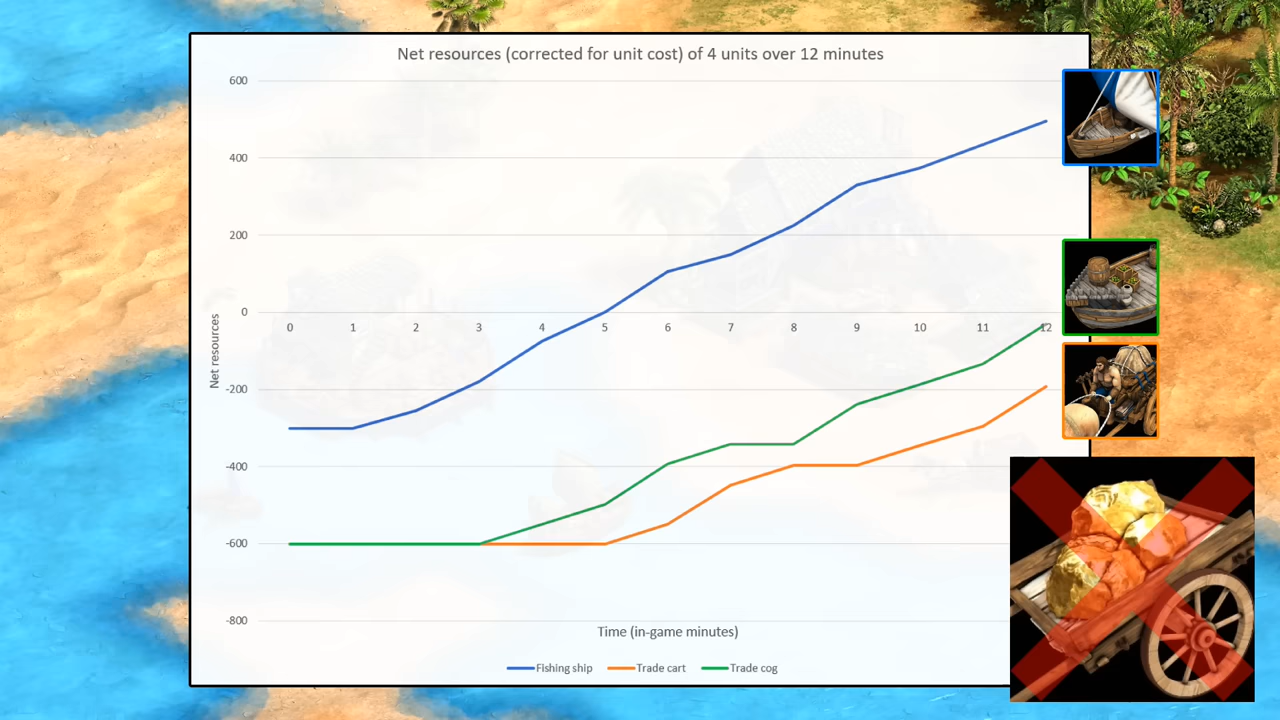 Net resources (corrected for unit cost) of 4 units over 12 minutes
600
400
200
0
-200
-400
-600
-800
Net resources
0 1 2 3 4 5 6 7 8 9 10 11 12
Time (in-game minutes)
Fishing ship Trade cart Trade cog